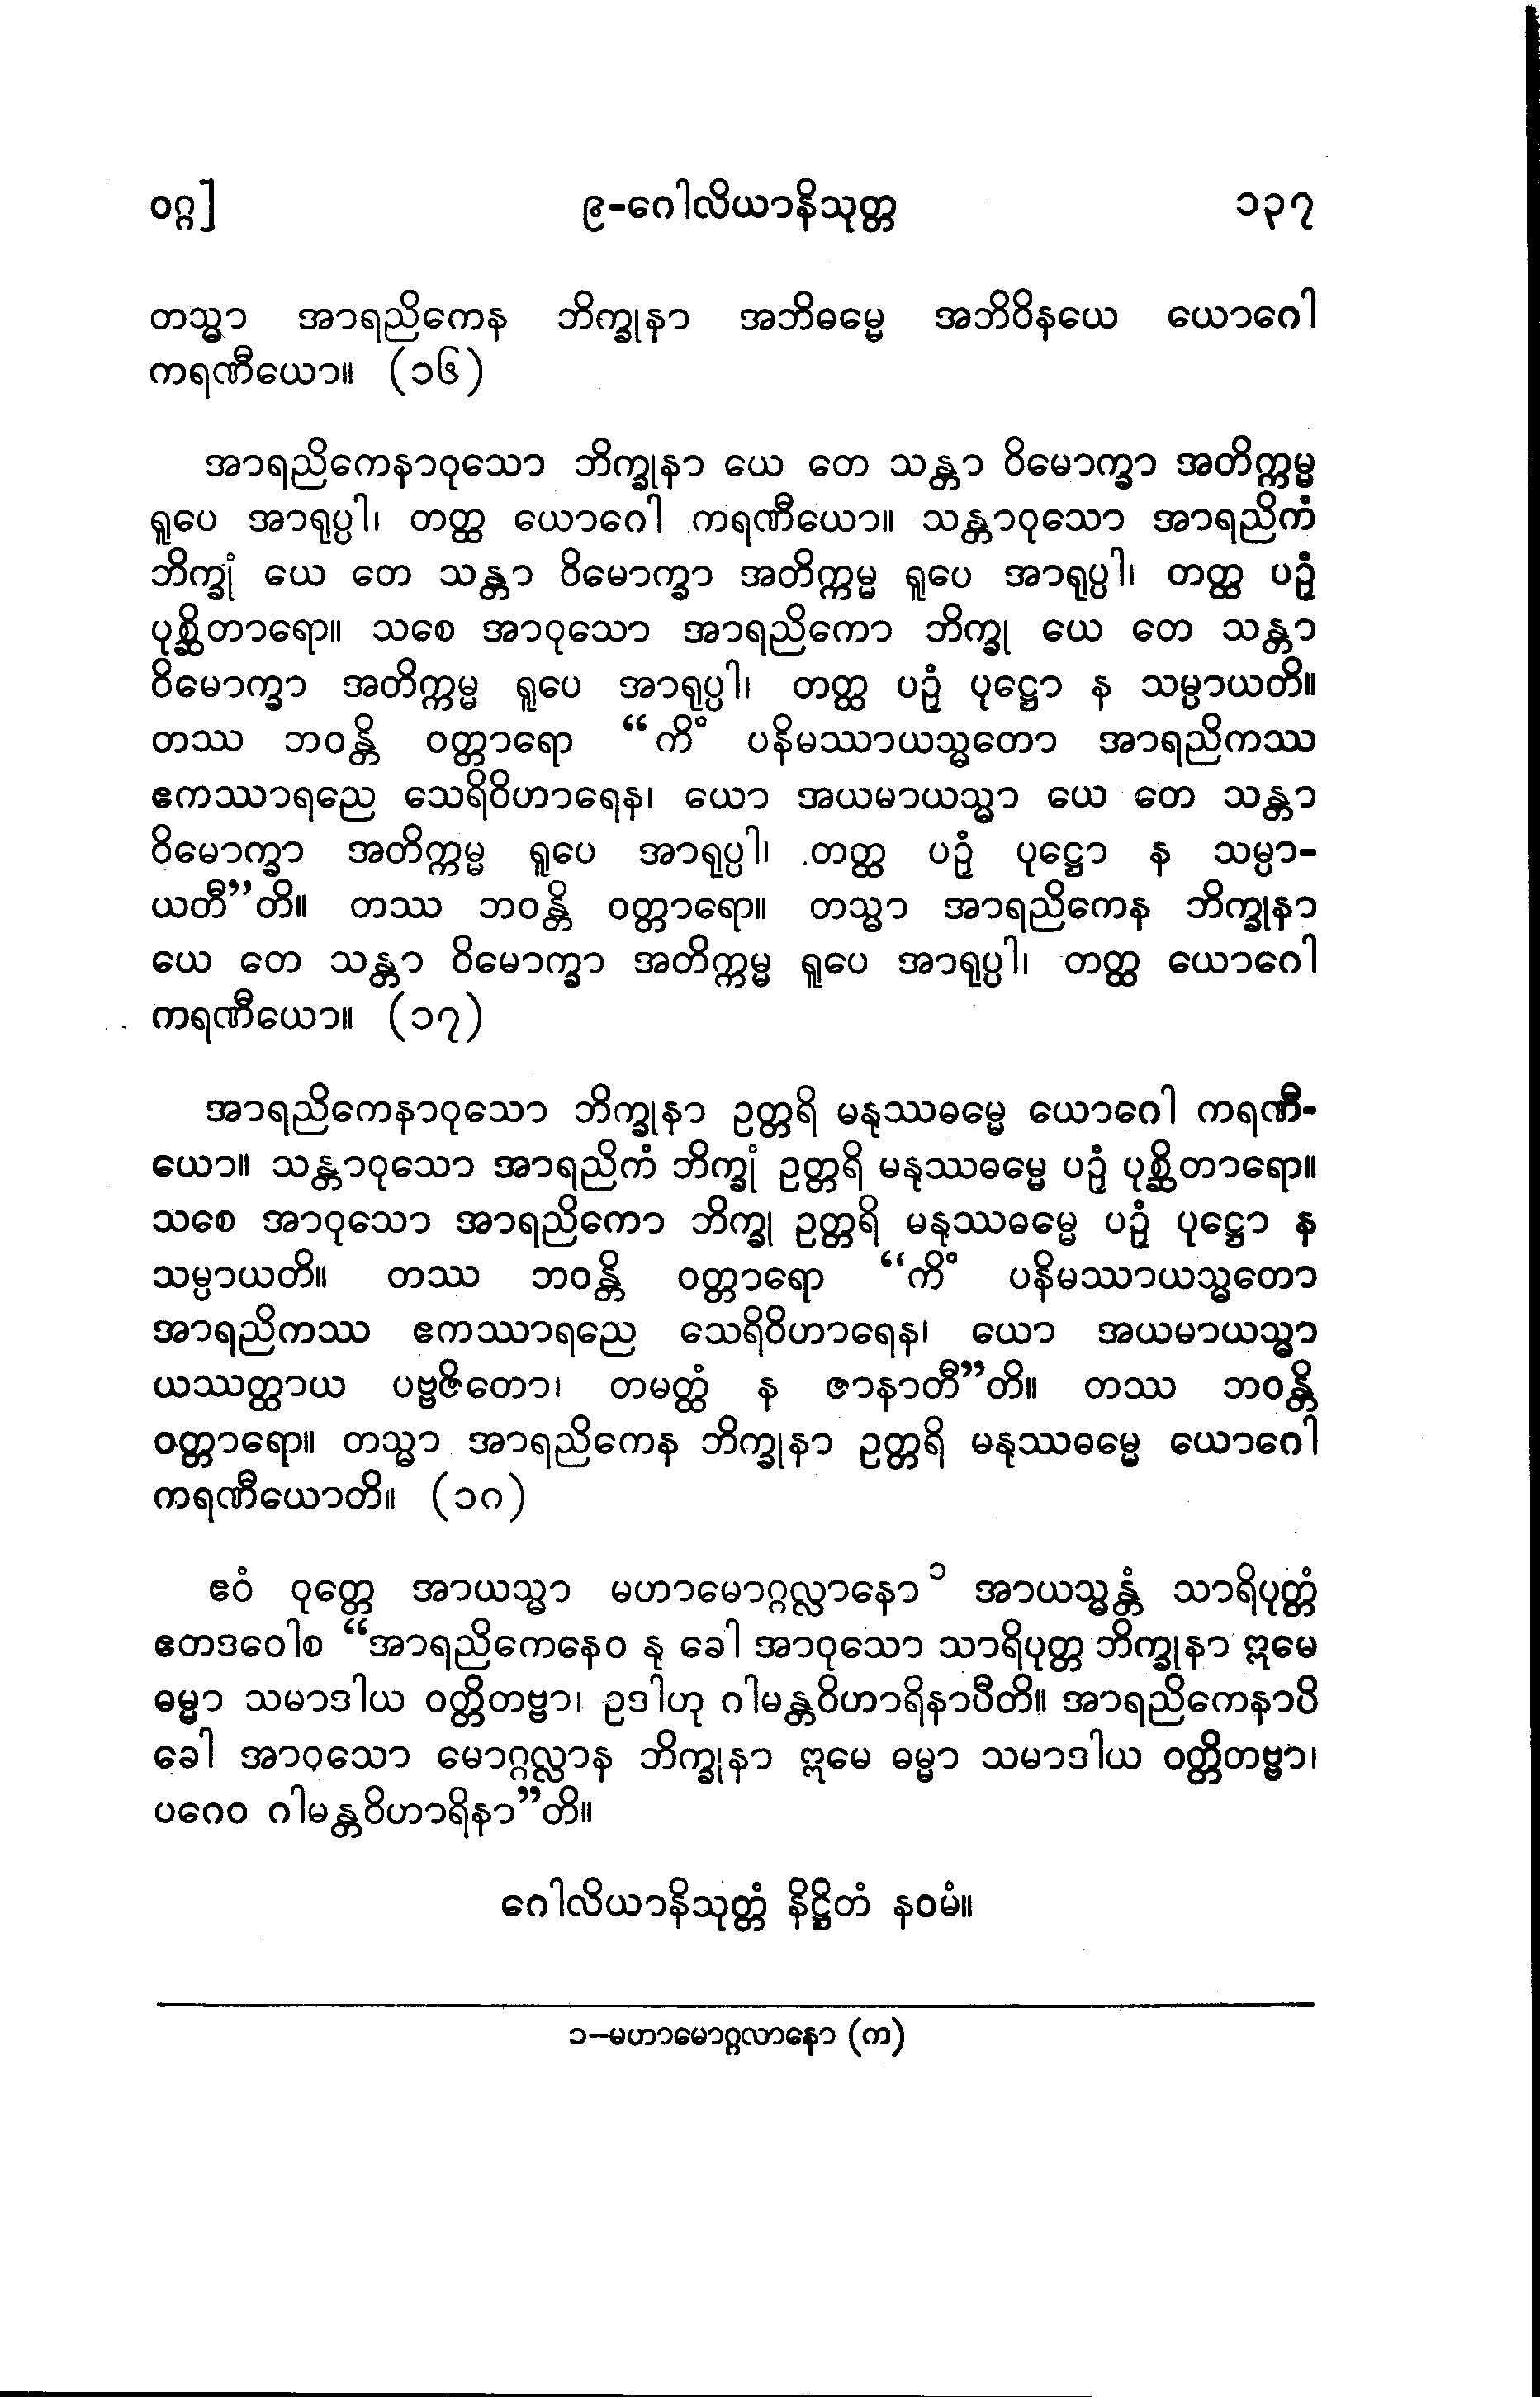 ဝဂ္ဂ]
၉-ဂေါလိယာနိသုတ္တ
၁၃၇
တသ္မာ အာရညိကေန ဘိက္ခုနာ အဘိဓမ္မေ အဘိဝိနယေ ယောဂေါ
ကရဏီယော။ (၁၆)
အာရညိကေနာဝုသော ဘိက္ခုနာ ယေ တေ သန္တာ ဝိမောက္ခာ အတိက္ကမ္မ
ရူပေ အာရုပ္ပါ၊ တတ္ထ ယောဂေါ ကရဏီယော။ သန္တာဝုသော အာရညိကံ
ဘိက္ခုံ ယေ တေ သန္တာ ဝိမောက္ခာ အတိက္ကမ္မ ရူပေ အာရုပ္ပါ၊ တတ္ထ ပဉှံ
ပုစ္ဆိတာရော။ သစေ အာဝုသော အာရညိကော ဘိက္ခု ယေ တေ သန္တာ
ဝိမောက္ခာ အတိက္ကမ္မ ရူပေ အာရုပ္ပါ၊ တတ္ထ ပဉှံ ပုဋ္ဌော န သမ္ပာယတိ။
တဿ ဘဝန္တိ ဝတ္တာရော “ကိံ ပနိမဿာယသ္မတော အာရညိကဿ
ဧကဿာရညေ သေရိဝိဟာရေန၊ ယော အယမာယသ္မာ ယေ တေ သန္တာ
ဝိမောက္ခာ အတိက္ကမ္မ ရူပေ အာရုပ္ပါ၊ တတ္ထ ပဉှံ ပုဋ္ဌော န သမ္ပာ-
ယတီ”တိ။ တဿ ဘဝန္တိ ဝတ္တာရော။ တသ္မာ အာရညိကေန ဘိက္ခုနာ
ယေ တေ သန္တာ ဝိမောက္ခာ အတိက္ကမ္မ ရူပေ အာရုပ္ပါ၊ တတ္ထ ယောဂေါ
ကရဏီယော။ (၁၇)
အာရညိကေနာဝုသော ဘိက္ခုနာ ဥတ္တရိ မနုဿဓမ္မေ ယောဂေါ ကရဏီ-
ယော။ သန္တာဝုသော အာရညိကံ ဘိက္ခုံ ဥတ္တရိ မနုဿဓမ္မေ ပဉှံ ပုစ္ဆိတာရော။
သစေ အာဝုသော အာရညိကော ဘိက္ခု ဥတ္တရိ မနုဿဓမ္မေ ပဉှံ ပုဋ္ဌော န
သမ္ပာယတိ။ တဿ ဘဝန္တိ ဝတ္တာရော “ကိံ ပနိမဿာယသ္မတော
အာရညိကဿ ဧကဿာရညေ သေရိဝိဟာရေန၊ ယော အယမာယသ္မာ
ယဿတ္ထာယ ပဗ္ဗဇိတော၊ တမတ္ထံ န ဇာနာတီ”တိ။ တဿ ဘဝန္တိ
ဝတ္တာရော။ တသ္မာ အာရညိကေန ဘိက္ခုနာ ဥတ္တရိ မနုဿဓမ္မေ ယောဂေါ
ကရဏီယောတိ။ (၁၈)
ဧဝံ ဝုတ္တေ အာယသ္မာ မဟာမောဂ္ဂလ္လာနော ၁ အာယသ္မန္တံ သာရိပုတ္တံ
ဧတဒဝေါစ “အာရညိကေနေဝ နု ခေါ အာဝုသော သာရိပုတ္တ ဘိက္ခုနာ ဣမေ
ဓမ္မာ သမာဒါယ ဝတ္တိတဗ္ဗာ၊ ဥဒါဟု ဂါမန္တဝိဟာရိနာပီတိ။ အာရညိကေနာပိ
ခေါ အာဝုသော မောဂ္ဂလ္လာန ဘိက္ခုနာ ဣမေ ဓမ္မာ သမာဒါယ ဝတ္တိတဗ္ဗာ၊
ပဂေဝ ဂါမန္တဝိဟာရိနာ”တိ။
ဂေါလိယာနိသုတ္တံ နိဋ္ဌိတံ နဝမံ။
၁–မဟာမောဂ္ဂလာနော (က)